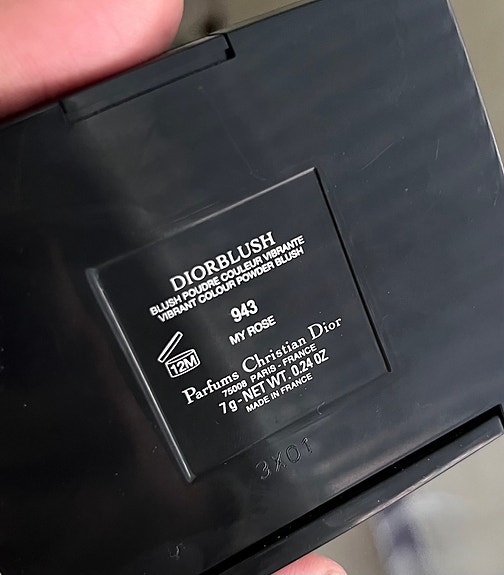 DIORBLUSH
BLUSH POUDRE COULEUR VIBRANTE
VIBRANT COLOUR POWDER BLUSH
943
MY ROSE
12M
Parfums Christian Dior
75008 PARIS - FRANCE
7 g - NET WT. 0.24 OZ
MADE IN FRANCE
3X01